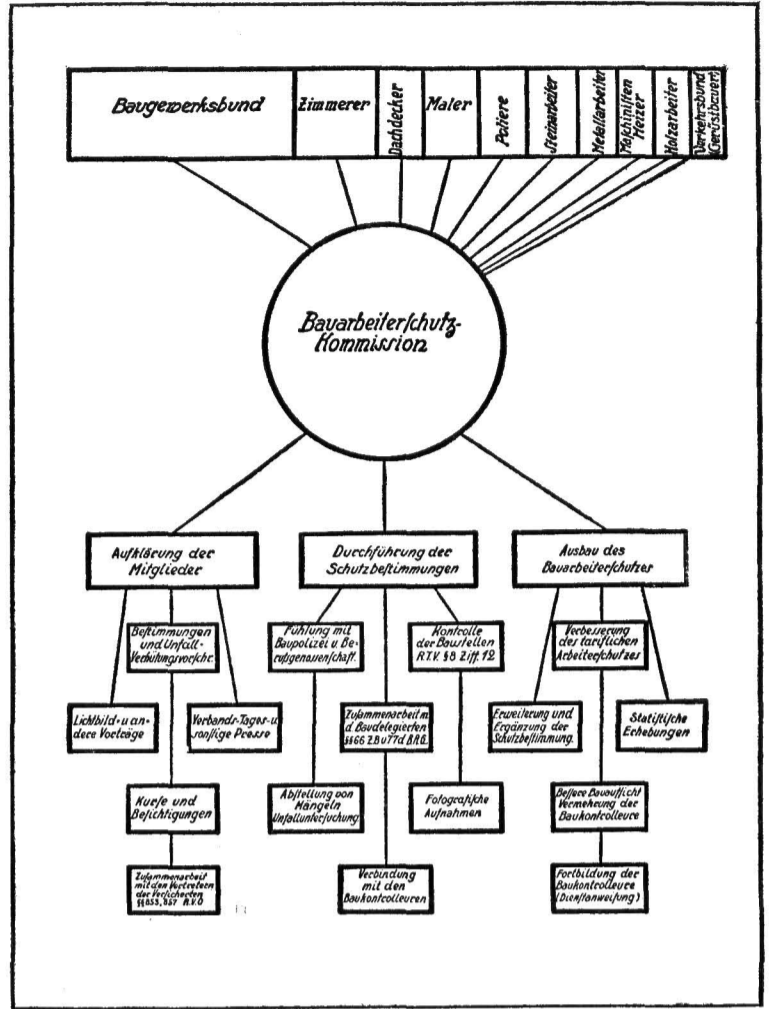 Baugewerksbund
Zimmerer
Dachdecker
Maler
Poliere
Steinarbeiter
Metallarbeiter
Maſchiniſten
Heizer
Holzarbeiter
Verkehrsbund
(Gerüstbauer)
Bauarbeiterſchutz-
Kommission
Aufklärung der
Mitglieder
Durchführung der
Schutzbeſtimmungen
Ausbau des
Bauarbeiterſchutzes
Beſtimmungen
und Unfall-
Verhütungsvorſchr.
Fühlung mit
Baupolizei u. Be-
rufsgenossenſchaft.
Kontrolle
der Bauſtellen
R.T.V. §8 Ziff. 12
Verbesserung
des tariflichen
Arbeiterſchutzes
Lichtbild- u. an-
dere Vorträge
Verbands-Tages-u
ſonſtige Presse
Zusammenarbeit m.
d. Baudelegierten
§§ 66 Z.8 u 77 d. B.R.G.
Erweiterung und
Ergänzung der
Schutzbeſtimmung.
Statiſtiſche
Erhebungen
Kurſe und
Beſichtigungen
Abſtellung von
Mängeln
Unfallunterſuchung
Fotografiſche
Aufnahmen
Beſſere Bauaufſicht
Vermehrung der
Baukontrolleure
Zuſammenarbeit
mit den Vertretern
der Verſicherten
§§ 853, 857 R.V.O
Verbindung
mit den
Baukontrolleuren
Fortbildung der
Baukontrolleure
(Dienſtanweiſung)